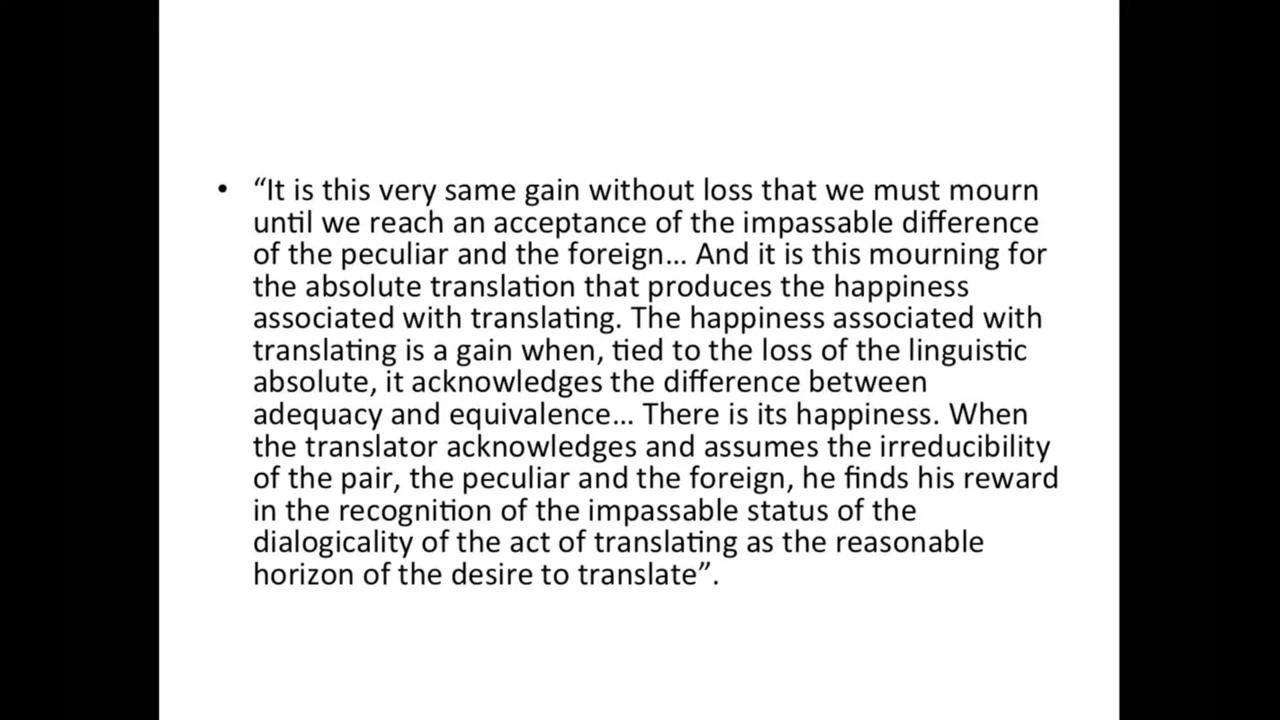 • “It is this very same gain without loss that we must mourn
until we reach an acceptance of the impassable difference
of the peculiar and the foreign… And it is this mourning for
the absolute translation that produces the happiness
associated with translating. The happiness associated with
translating is a gain when, tied to the loss of the linguistic
absolute, it acknowledges the difference between
adequacy and equivalence… There is its happiness. When
the translator acknowledges and assumes the irreducibility
of the pair, the peculiar and the foreign, he finds his reward
in the recognition of the impassable status of the
dialogicality of the act of translating as the reasonable
horizon of the desire to translate”.